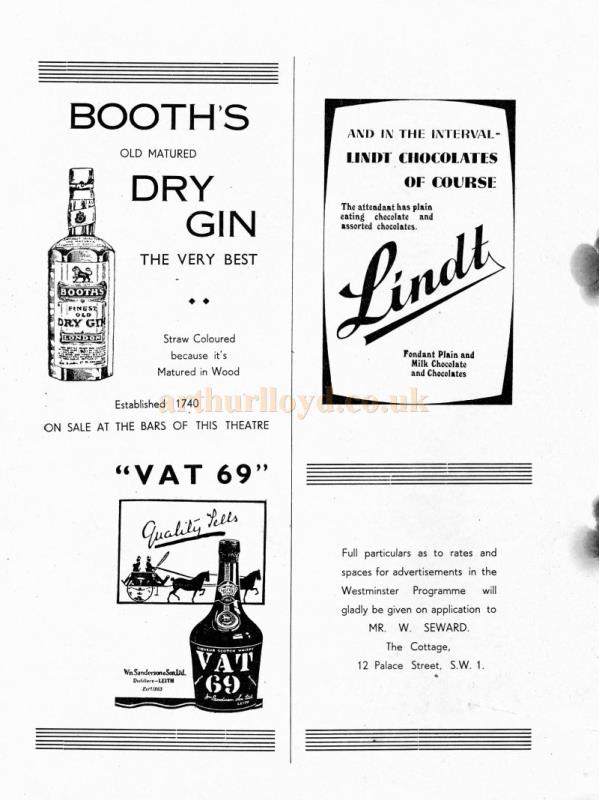 BOOTH'S
OLD MATURED
DRY
GIN
THE VERY BEST
BOOTH'S
FINEST
OLD
DRY GIN
LONDON
Straw Coloured
because it's
Matured in Wood
Established 1740
ON SALE AT THE BARS OF THIS THEATRE
"VAT 69"
Quality Tells
Wm Sanderson & Son, Ltd.
Distillers—LEITH
Est? 1863
LIQUEUR SCOTCH WHISKY
VAT
69
LEITH
AND IN THE INTERVAL-
LINDT CHOCOLATES
OF COURSE
The attendant has plain
eating chocolate and
assorted chocolates.
Lindt
Fondant Plain and
Milk Chocolate
and Chocolates
arthurlloyd.co.uk
Full particulars as to rates and
spaces for advertisements in the
Westminster Programme will
gladly be given on application to
MR. W. SEWARD.
The Cottage,
12 Palace Street, S.W. 1.